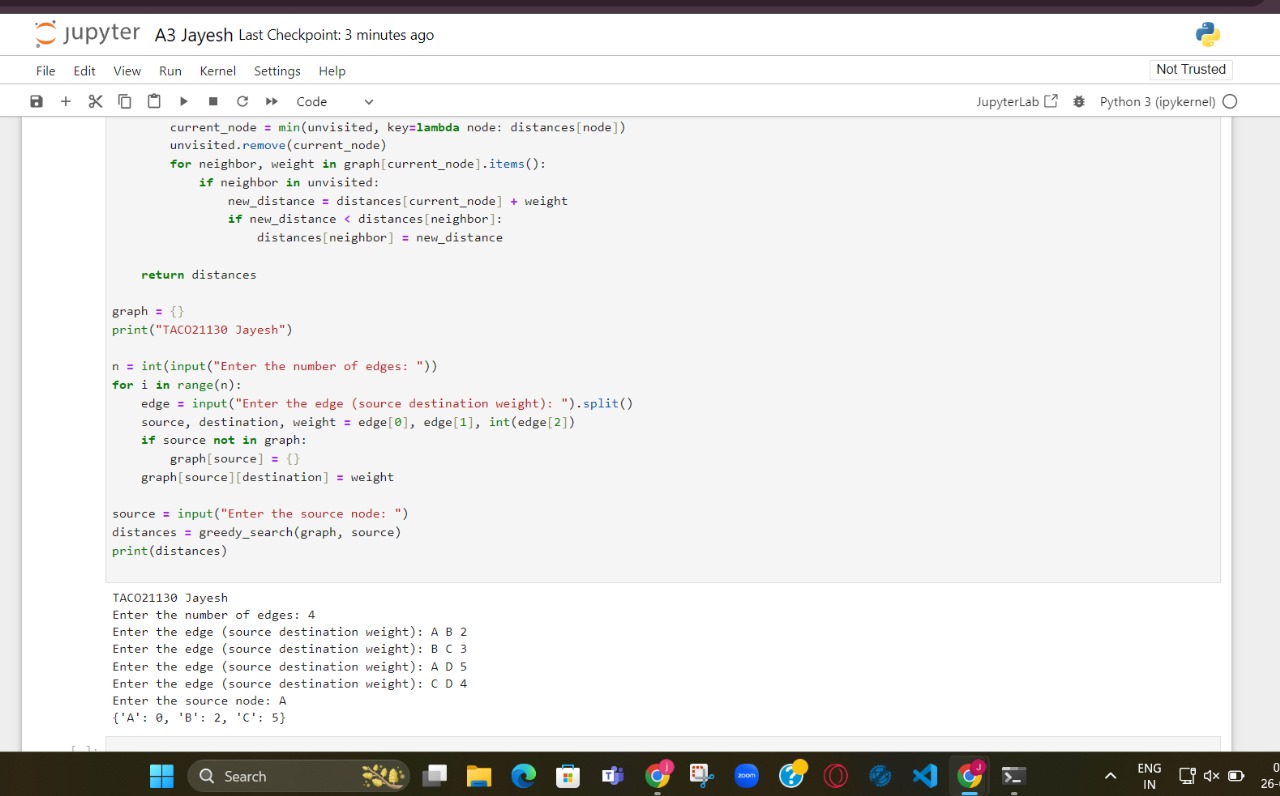 jupyter A3 Jayesh Last Checkpoint: 3 minutes ago
File Edit View Run Kernel Settings Help Not Trusted
Code JupyterLab Python 3 (ipykernel)
current_node = min(unvisited, key=lambda node: distances[node])
unvisited.remove(current_node)
for neighbor, weight in graph[current_node].items():
if neighbor in unvisited:
new_distance = distances[current_node] + weight
if new_distance < distances[neighbor]:
distances[neighbor] = new_distance
return distances
graph = {}
print("TACO21130 Jayesh")
n = int(input("Enter the number of edges: "))
for i in range(n):
edge = input("Enter the edge (source destination weight): ").split()
source, destination, weight = edge[0], edge[1], int(edge[2])
if source not in graph:
graph[source] = {}
graph[source][destination] = weight
source = input("Enter the source node: ")
distances = greedy_search(graph, source)
print(distances)
TACO21130 Jayesh
Enter the number of edges: 4
Enter the edge (source destination weight): A B 2
Enter the edge (source destination weight): B C 3
Enter the edge (source destination weight): A D 5
Enter the edge (source destination weight): C D 4
Enter the source node: A
{'A': 0, 'B': 2, 'C': 5}
[ ]:
Search zoom ENG
IN 26-